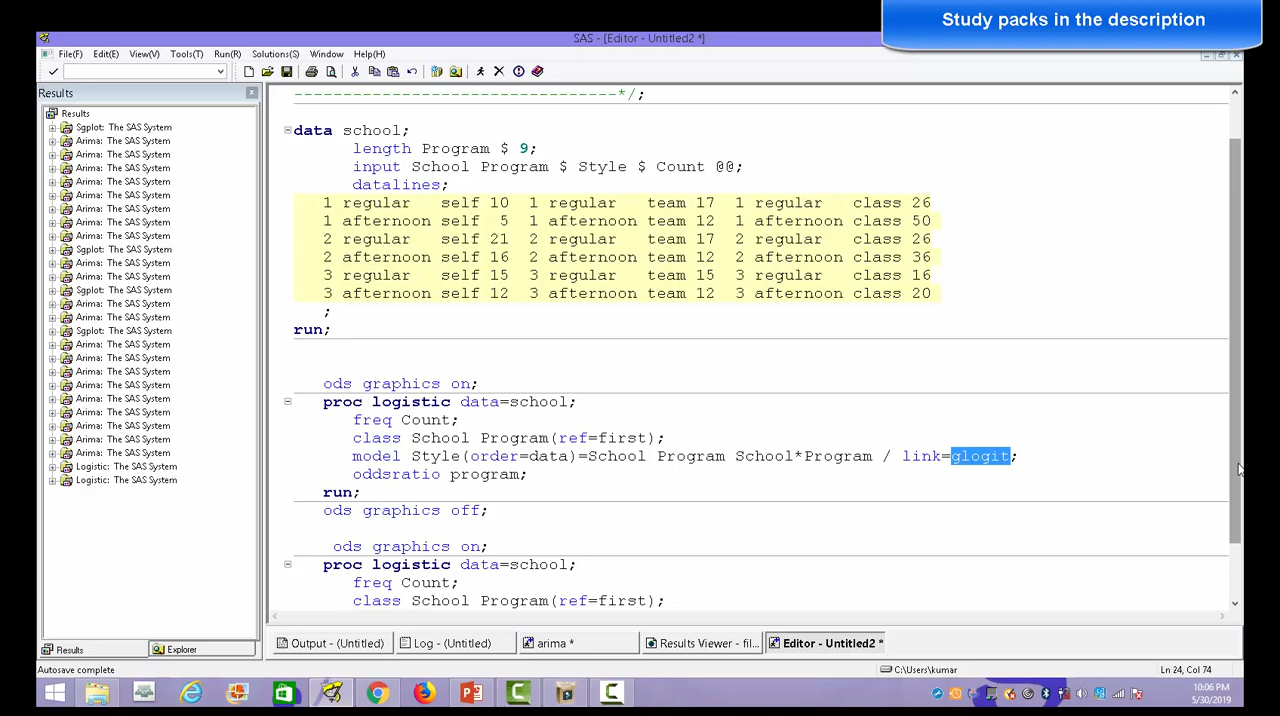 Study packs in the description
SAS - [Editor - Untitled2 *]
File(F) Edit(E) View(V) Tools(T) Run(R) Solutions(S) Window Help(H)
Results
Results
Sgplot: The SAS System
Arima: The SAS System
Arima: The SAS System
Arima: The SAS System
Arima: The SAS System
Arima: The SAS System
Arima: The SAS System
Arima: The SAS System
Arima: The SAS System
Sgplot: The SAS System
Arima: The SAS System
Arima: The SAS System
Sgplot: The SAS System
Arima: The SAS System
Arima: The SAS System
Sgplot: The SAS System
Arima: The SAS System
Arima: The SAS System
Arima: The SAS System
Arima: The SAS System
Arima: The SAS System
Arima: The SAS System
Arima: The SAS System
Arima: The SAS System
Arima: The SAS System
Logistic: The SAS System
Logistic: The SAS System
---------------------------------*/;
data school;
length Program $ 9;
input School Program $ Style $ Count @@;
datalines;
1 regular self 10 1 regular team 17 1 regular class 26
1 afternoon self 5 1 afternoon team 12 1 afternoon class 50
2 regular self 21 2 regular team 17 2 regular class 26
2 afternoon self 16 2 afternoon team 12 2 afternoon class 36
3 regular self 15 3 regular team 15 3 regular class 16
3 afternoon self 12 3 afternoon team 12 3 afternoon class 20
;
run;
ods graphics on;
proc logistic data=school;
freq Count;
class School Program(ref=first);
model Style(order=data)=School Program School*Program / link=glogit;
oddsratio program;
run;
ods graphics off;
ods graphics on;
proc logistic data=school;
freq Count;
class School Program(ref=first);
Results Explorer
Output - (Untitled) Log - (Untitled) arima * Results Viewer - fil... Editor - Untitled2 *
Autosave complete C:\Users\kumar Ln 24, Col 74
10:06 PM
5/30/2019